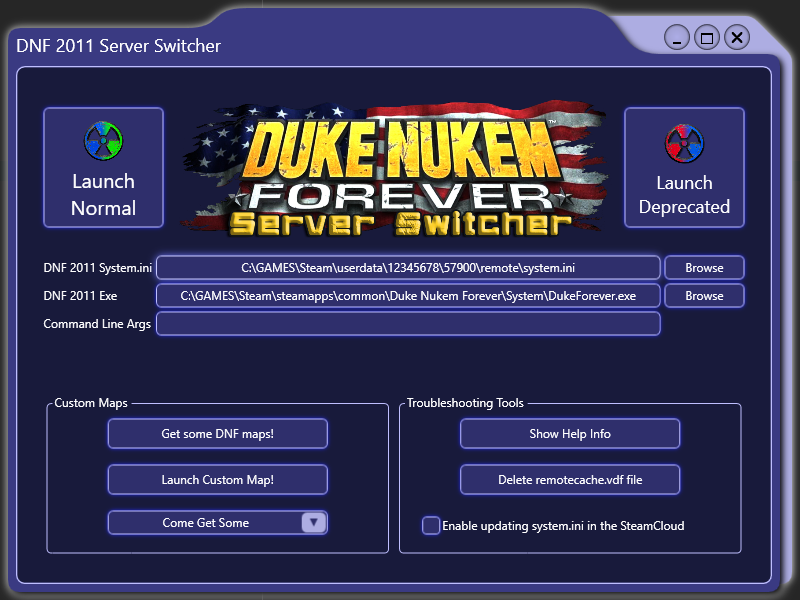 DNF 2011 Server Switcher
Launch
Normal
DUKE NUKEM™
FOREVER
Server Switcher
Launch
Deprecated
DNF 2011 System.ini
C:\GAMES\Steam\userdata\12345678\57900\remote\system.ini
Browse
DNF 2011 Exe
C:\GAMES\Steam\steamapps\common\Duke Nukem Forever\System\DukeForever.exe
Browse
Command Line Args
Custom Maps
Get some DNF maps!
Launch Custom Map!
Come Get Some
Troubleshooting Tools
Show Help Info
Delete remotecache.vdf file
Enable updating system.ini in the SteamCloud